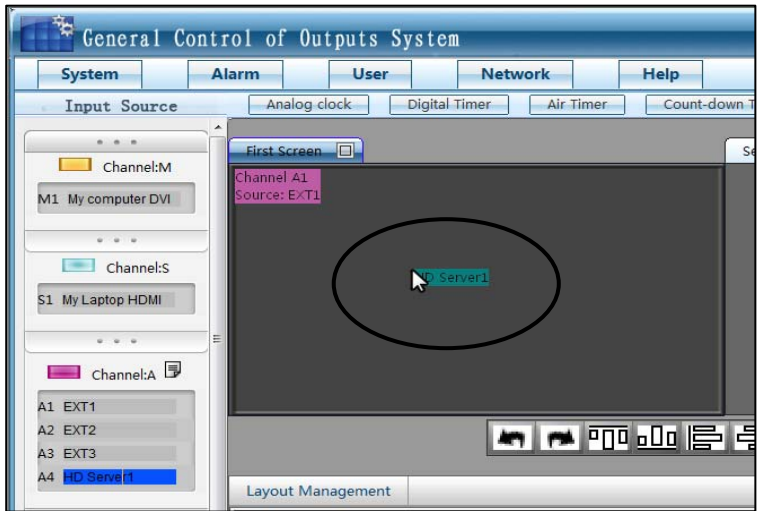 General Control of Outputs System
System Alarm User Network Help
Input Source Analog clock Digital Timer Air Timer Count-down
Channel:M
M1 My computer DVI
Channel:S
S1 My Laptop HDMI
Channel:A
A1 EXT1
A2 EXT2
A3 EXT3
A4 HD Server1
First Screen
Channel A1
Source: EXT1
HD Server1
Layout Management